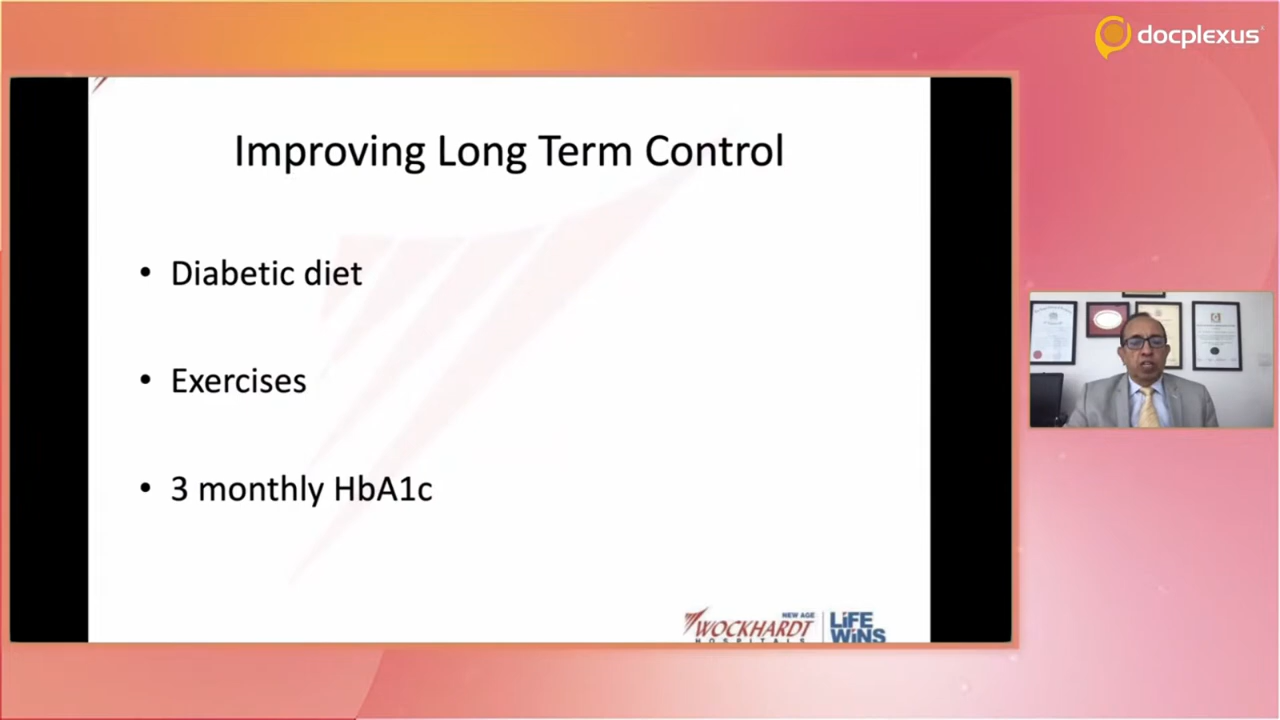 docplexus
Improving Long Term Control
• Diabetic diet
• Exercises
• 3 monthly HbA1c
NEW AGE
WOCKHARDT
HOSPITALS
LIFE
WINS